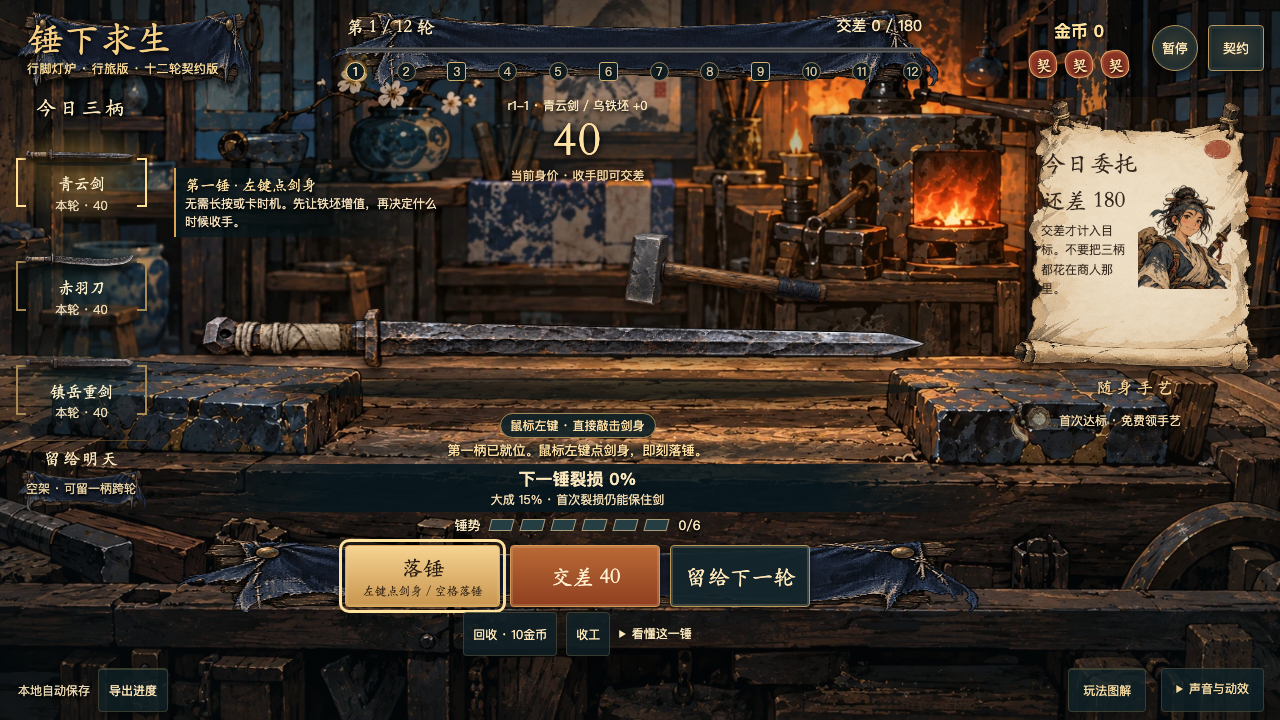 锤下求生
行脚灯炉 · 行旅版 · 十二轮契约版
第 1 / 12 轮
交差 0 / 180
1 2 3 4 5 6 7 8 9 10 11 12
金币 0
契 契 契
暂停
契约
今日三柄
青云剑
本轮 · 40
赤羽刀
本轮 · 40
镇岳重剑
本轮 · 40
留给明天
空架 · 可留一柄跨轮
第一锤 · 左键点剑身
无需长按或卡时机。先让铁坯增值，再决定什么
时候收手。
r1–1 · 青云剑 / 乌铁坯 +0
40
当前身价 · 收手即可交差
今日委托
还差 180
交差才计入目
标。不要把三柄
都花在商人那
里。
随身手艺
首次达标 · 免费领手艺
鼠标左键 · 直接敲击剑身
第一柄已就位。鼠标左键点剑身，即刻落锤。
下一锤裂损 0%
大成 15% · 首次裂损仍能保住剑
锤势 0/6
落锤
左键点剑身 / 空格落锤
交差 40
留给下一轮
回收 · 10金币
收工
看懂这一锤
本地自动保存
导出进度
玩法图解
声音与动效